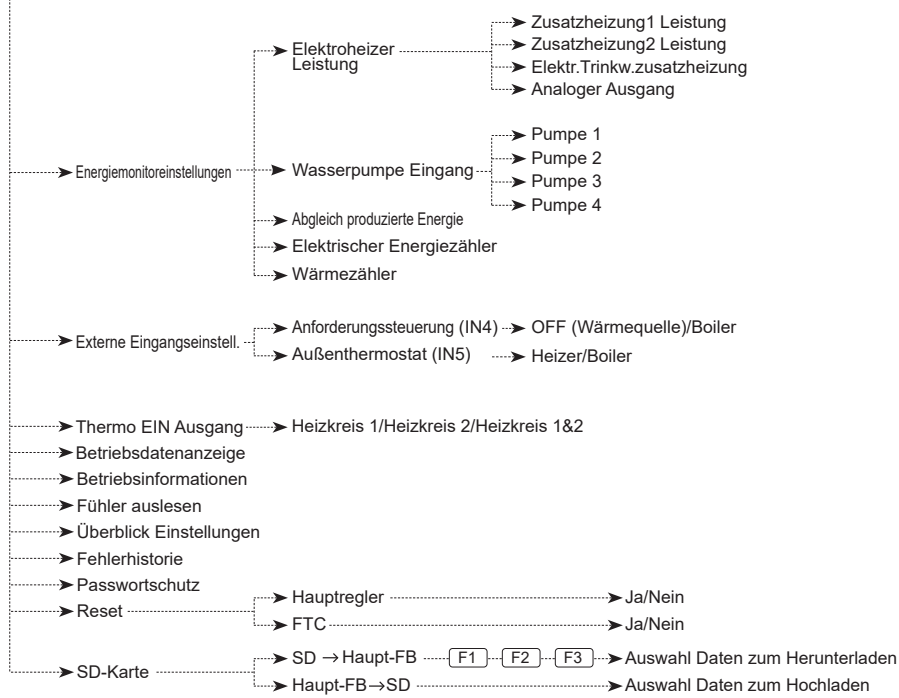 Zusatzheizung1 Leistung
Elektroheizer Leistung
Zusatzheizung2 Leistung
Elektr.Trinkw.zusatzheizung
Analoger Ausgang
Pumpe 1
Pumpe 2
Energiemonitoreinstellungen
Wasserpumpe Eingang
Pumpe 3
Pumpe 4
Abgleich produzierte Energie
Elektrischer Energiezähler
Wärmezähler
Externe Eingangseinstell.
Anforderungssteuerung (IN4) OFF (Wärmequelle)/Boiler
Außenthermostat (IN5) Heizer/Boiler
Thermo EIN Ausgang Heizkreis 1/Heizkreis 2/Heizkreis 1&2
Betriebsdatenanzeige
Betriebsinformationen
Fühler auslesen
Überblick Einstellungen
Fehlerhistorie
Passwortschutz
Reset
Hauptregler Ja/Nein
FTC Ja/Nein
SD-Karte
SD → Haupt-FB F1 F2 F3 Auswahl Daten zum Herunterladen
Haupt-FB→SD Auswahl Daten zum Hochladen